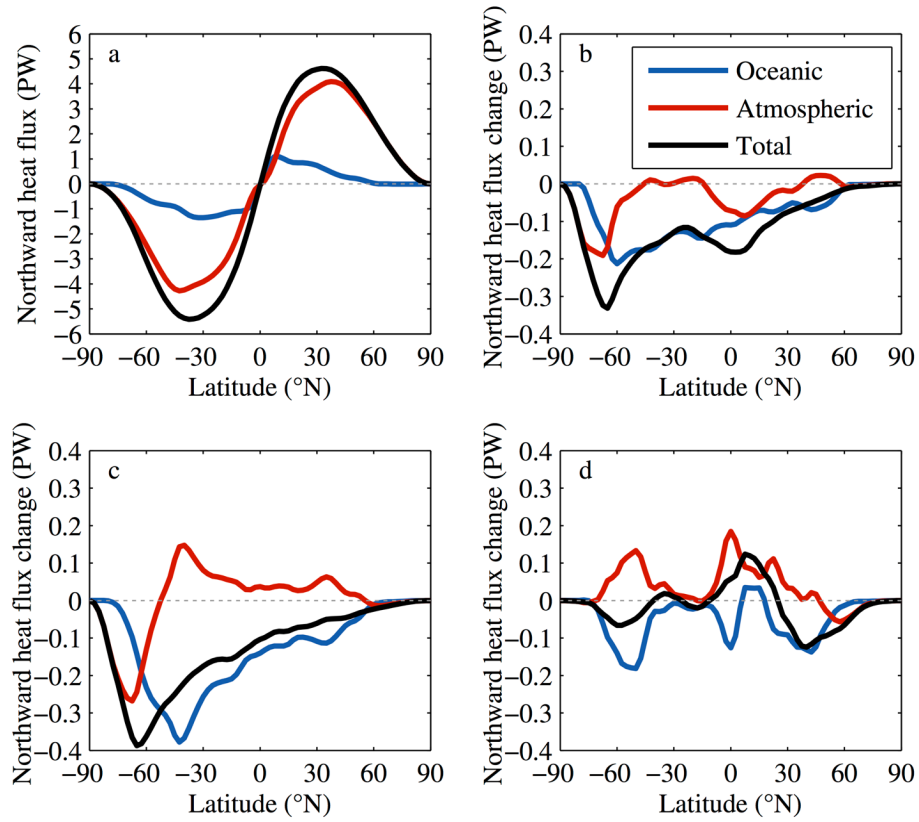 a
Northward heat flux (PW)
6
5
4
3
2
1
0
−1
−2
−3
−4
−5
6
−90 −60 −30 0 30 60 90
Latitude (°N)
b
Northward heat flux change (PW)
0.4
0.3
0.2
0.1
0
−0.1
−0.2
−0.3
0.4
−90 −60 −30 0 30 60 90
Latitude (°N)
Oceanic
Atmospheric
Total
c
Northward heat flux change (PW)
0.4
0.3
0.2
0.1
0
−0.1
−0.2
−0.3
−0.4
−90 −60 −30 0 30 60 90
Latitude (°N)
d
Northward heat flux change (PW)
0.4
0.3
0.2
0.1
0
−0.1
−0.2
−0.3
−0.4
−90 −60 −30 0 30 60 90
Latitude (°N)